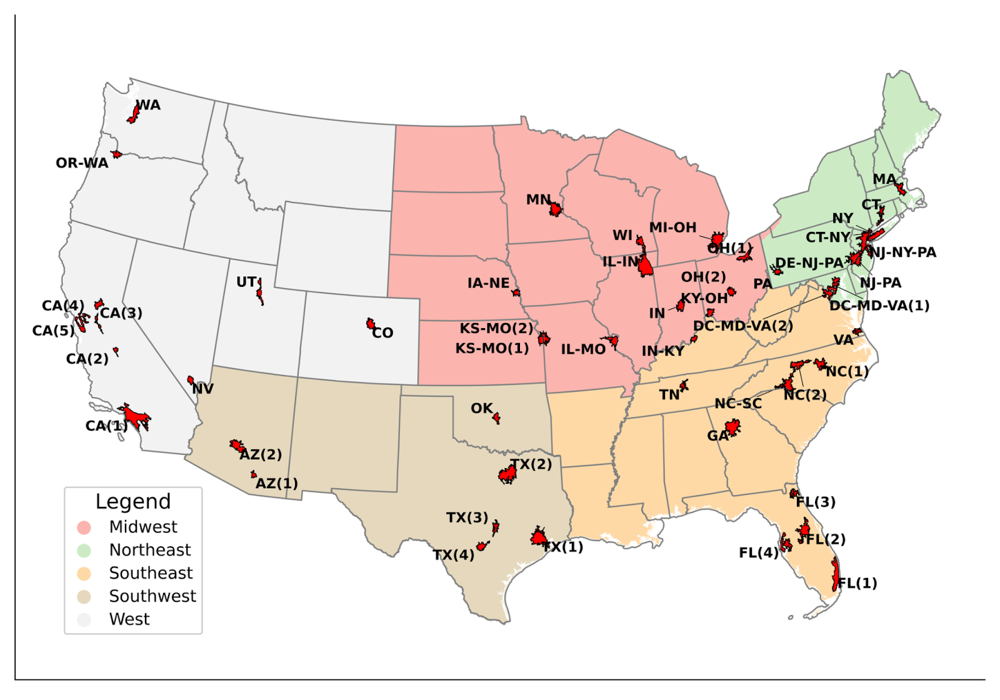 WA
OR-WA
MA
CT
MN
NY
MI-OH
WI
CT-NY
OH(1)
NJ-NY-PA
IL-IN
DE-NJ-PA
OH(2)
UT
IA-NE
PA
NJ-PA
KY-OH
CA(4)
CA(3)
IN
DC-MD-VA(1)
CA(5)
CO
KS-MO(2)
DC-MD-VA(2)
KS-MO(1)
IL-MO
IN-KY
VA
CA(2)
NC(1)
NV
TN
NC(2)
NC-SC
OK
CA(1)
GA
AZ(2)
TX(2)
AZ(1)
Legend
Midwest
Northeast
Southeast
Southwest
West
FL(3)
TX(3)
FL(2)
TX(1)
TX(4)
FL(4)
FL(1)